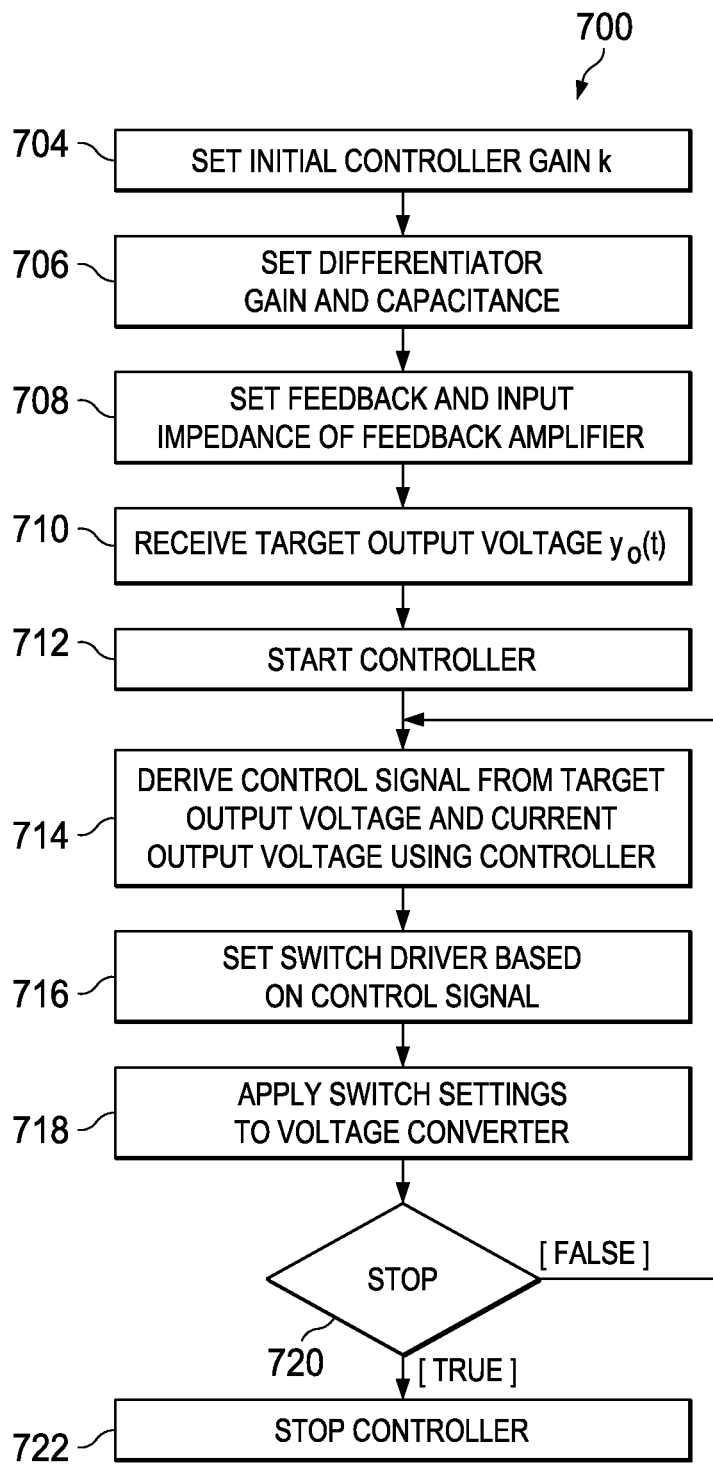 700
704
SET INITIAL CONTROLLER GAIN k
706
SET DIFFERENTIATOR
GAIN AND CAPACITANCE
708
SET FEEDBACK AND INPUT
IMPEDANCE OF FEEDBACK AMPLIFIER
710
RECEIVE TARGET OUTPUT VOLTAGE yo(t)
712
START CONTROLLER
714
DERIVE CONTROL SIGNAL FROM TARGET
OUTPUT VOLTAGE AND CURRENT
OUTPUT VOLTAGE USING CONTROLLER
716
SET SWITCH DRIVER BASED
ON CONTROL SIGNAL
718
APPLY SWITCH SETTINGS
TO VOLTAGE CONVERTER
[ FALSE ]
STOP
720
[ TRUE ]
722
STOP CONTROLLER